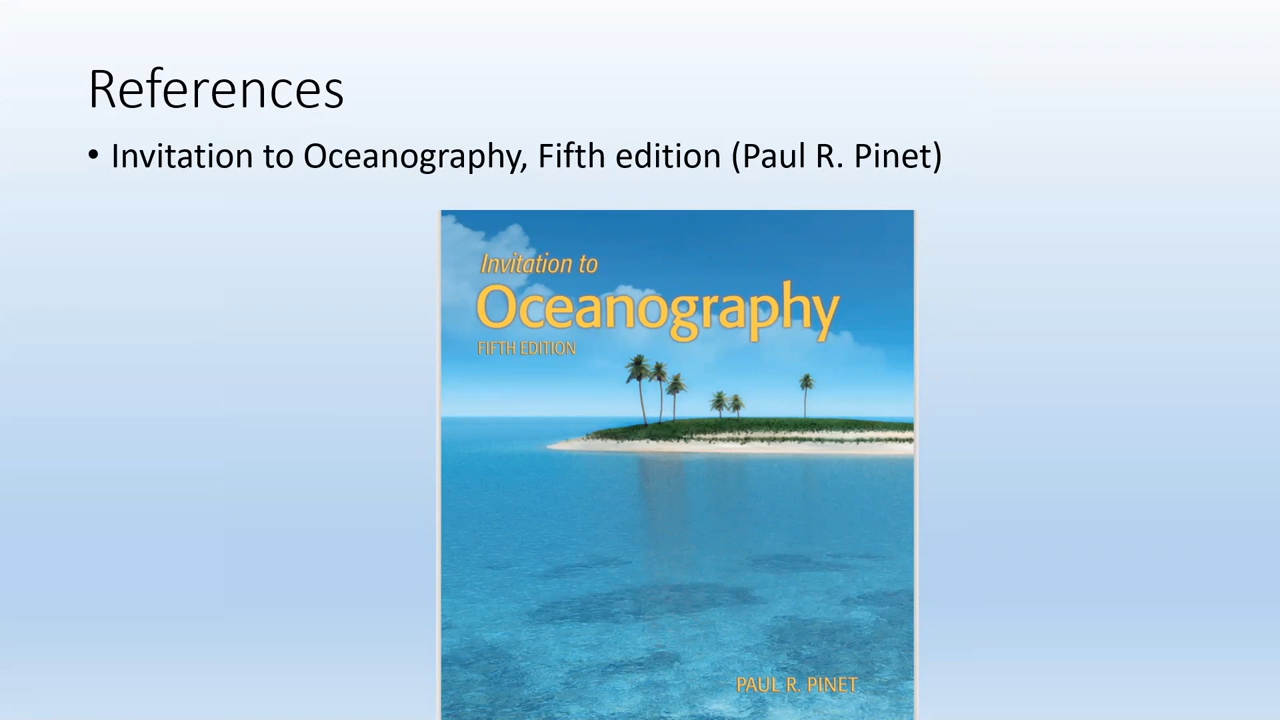 References
• Invitation to Oceanography, Fifth edition (Paul R. Pinet)
Invitation to
Oceanography
FIFTH EDITION
PAUL R. PINET